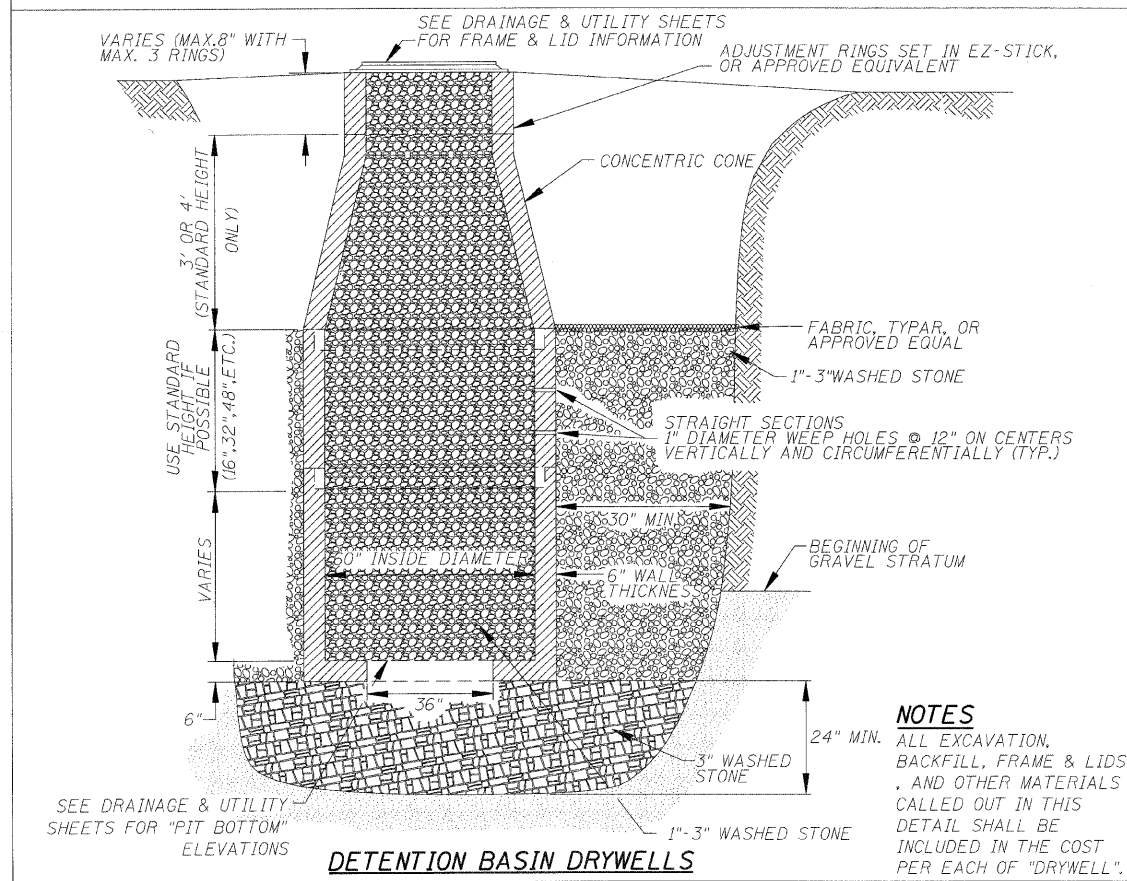 SEE DRAINAGE & UTILITY SHEETS
FOR FRAME & LID INFORMATION
VARIES (MAX.8" WITH
MAX. 3 RINGS)
ADJUSTMENT RINGS SET IN EZ-STICK,
OR APPROVED EQUIVALENT
CONCENTRIC CONE
3' OR 4'
(STANDARD HEIGHT
ONLY)
FABRIC, TYPAR, OR
APPROVED EQUAL
1"-3"WASHED STONE
USE STANDARD
HEIGHT IF
POSSIBLE
(16",32",48",ETC.)
STRAIGHT SECTIONS
1" DIAMETER WEEP HOLES @ 12" ON CENTERS
VERTICALLY AND CIRCUMFERENTIALLY (TYP.)
30" MIN.
BEGINNING OF
GRAVEL STRATUM
60" INSIDE DIAMETER
6" WALL
THICKNESS
VARIES
36"
6"
24" MIN.
3" WASHED
STONE
SEE DRAINAGE & UTILITY
SHEETS FOR "PIT BOTTOM"
ELEVATIONS
1"-3" WASHED STONE
DETENTION BASIN DRYWELLS
NOTES
ALL EXCAVATION,
BACKFILL, FRAME & LIDS
, AND OTHER MATERIALS
CALLED OUT IN THIS
DETAIL SHALL BE
INCLUDED IN THE COST
PER EACH OF "DRYWELL".